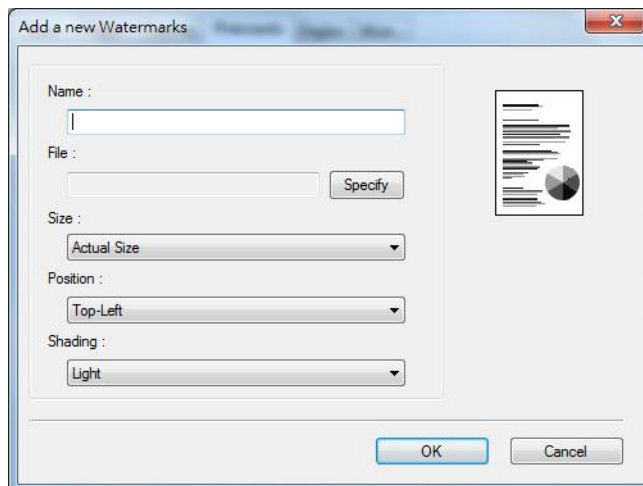 Add a new Watermarks
Name :
File :
Specify
Size :
Actual Size
Position :
Top-Left
Shading :
Light
OK
Cancel